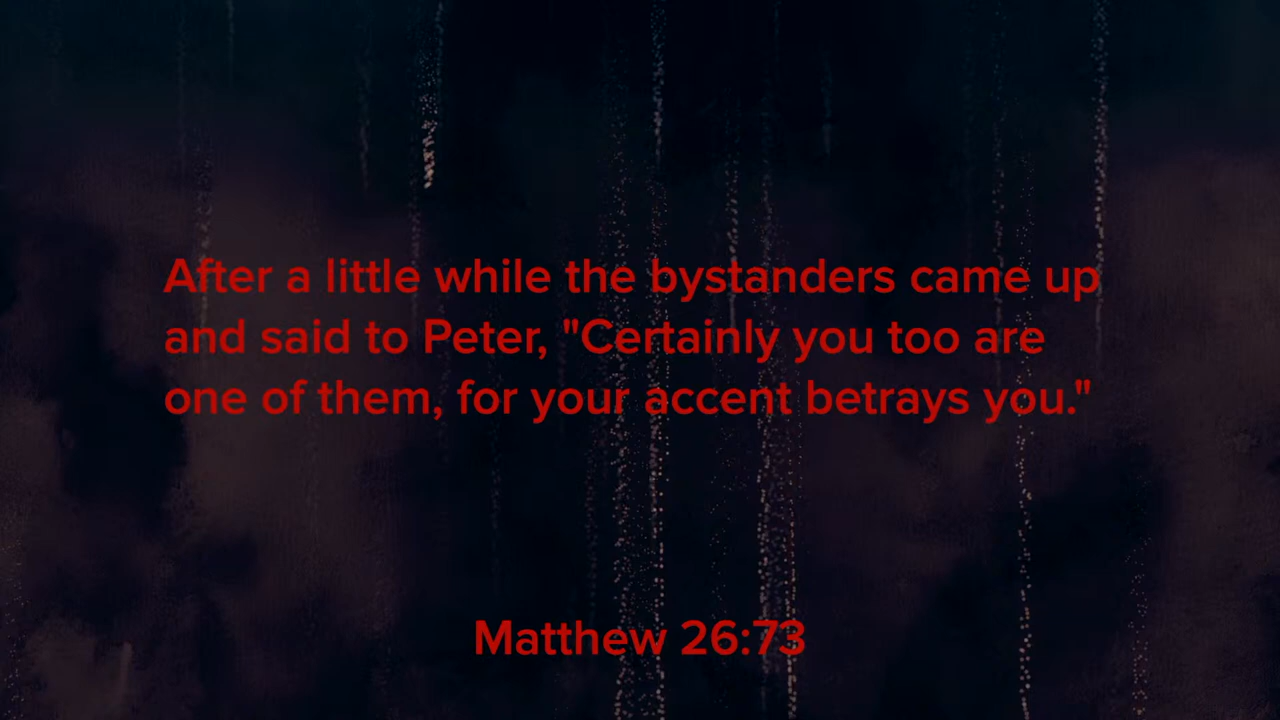 After a little while the bystanders came up
and said to Peter, "Certainly you too are
one of them, for your accent betrays you."
Matthew 26:73